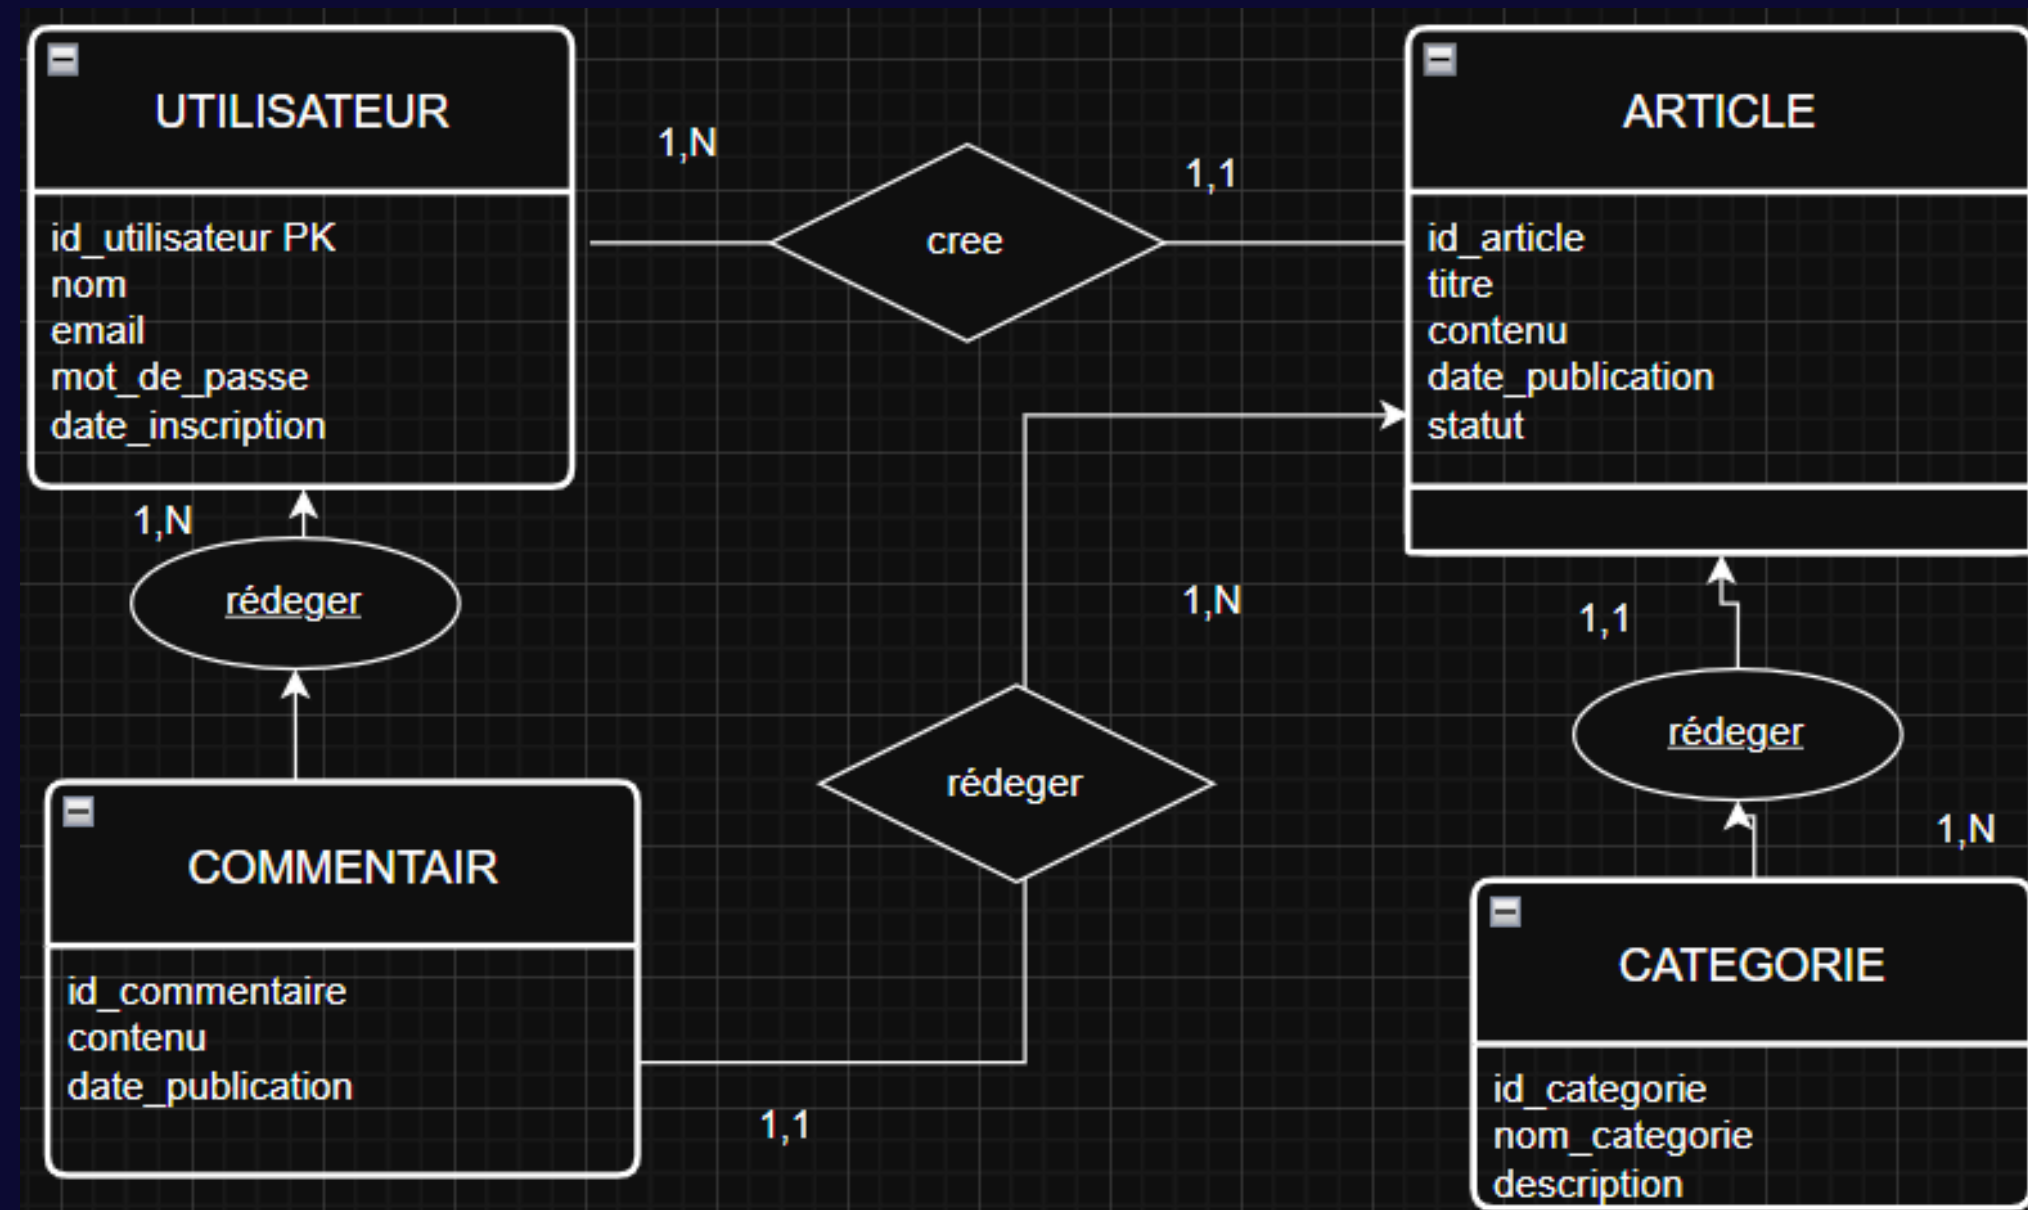 UTILISATEUR
id_utilisateur PK
nom
email
mot_de_passe
date_inscription
1,N
cree
1,1
ARTICLE
id_article
titre
contenu
date_publication
statut
1,N
rédeger
COMMENTAIR
id_commentaire
contenu
date_publication
1,1
rédeger
1,N
1,1
rédeger
1,N
CATEGORIE
id_categorie
nom_categorie
description